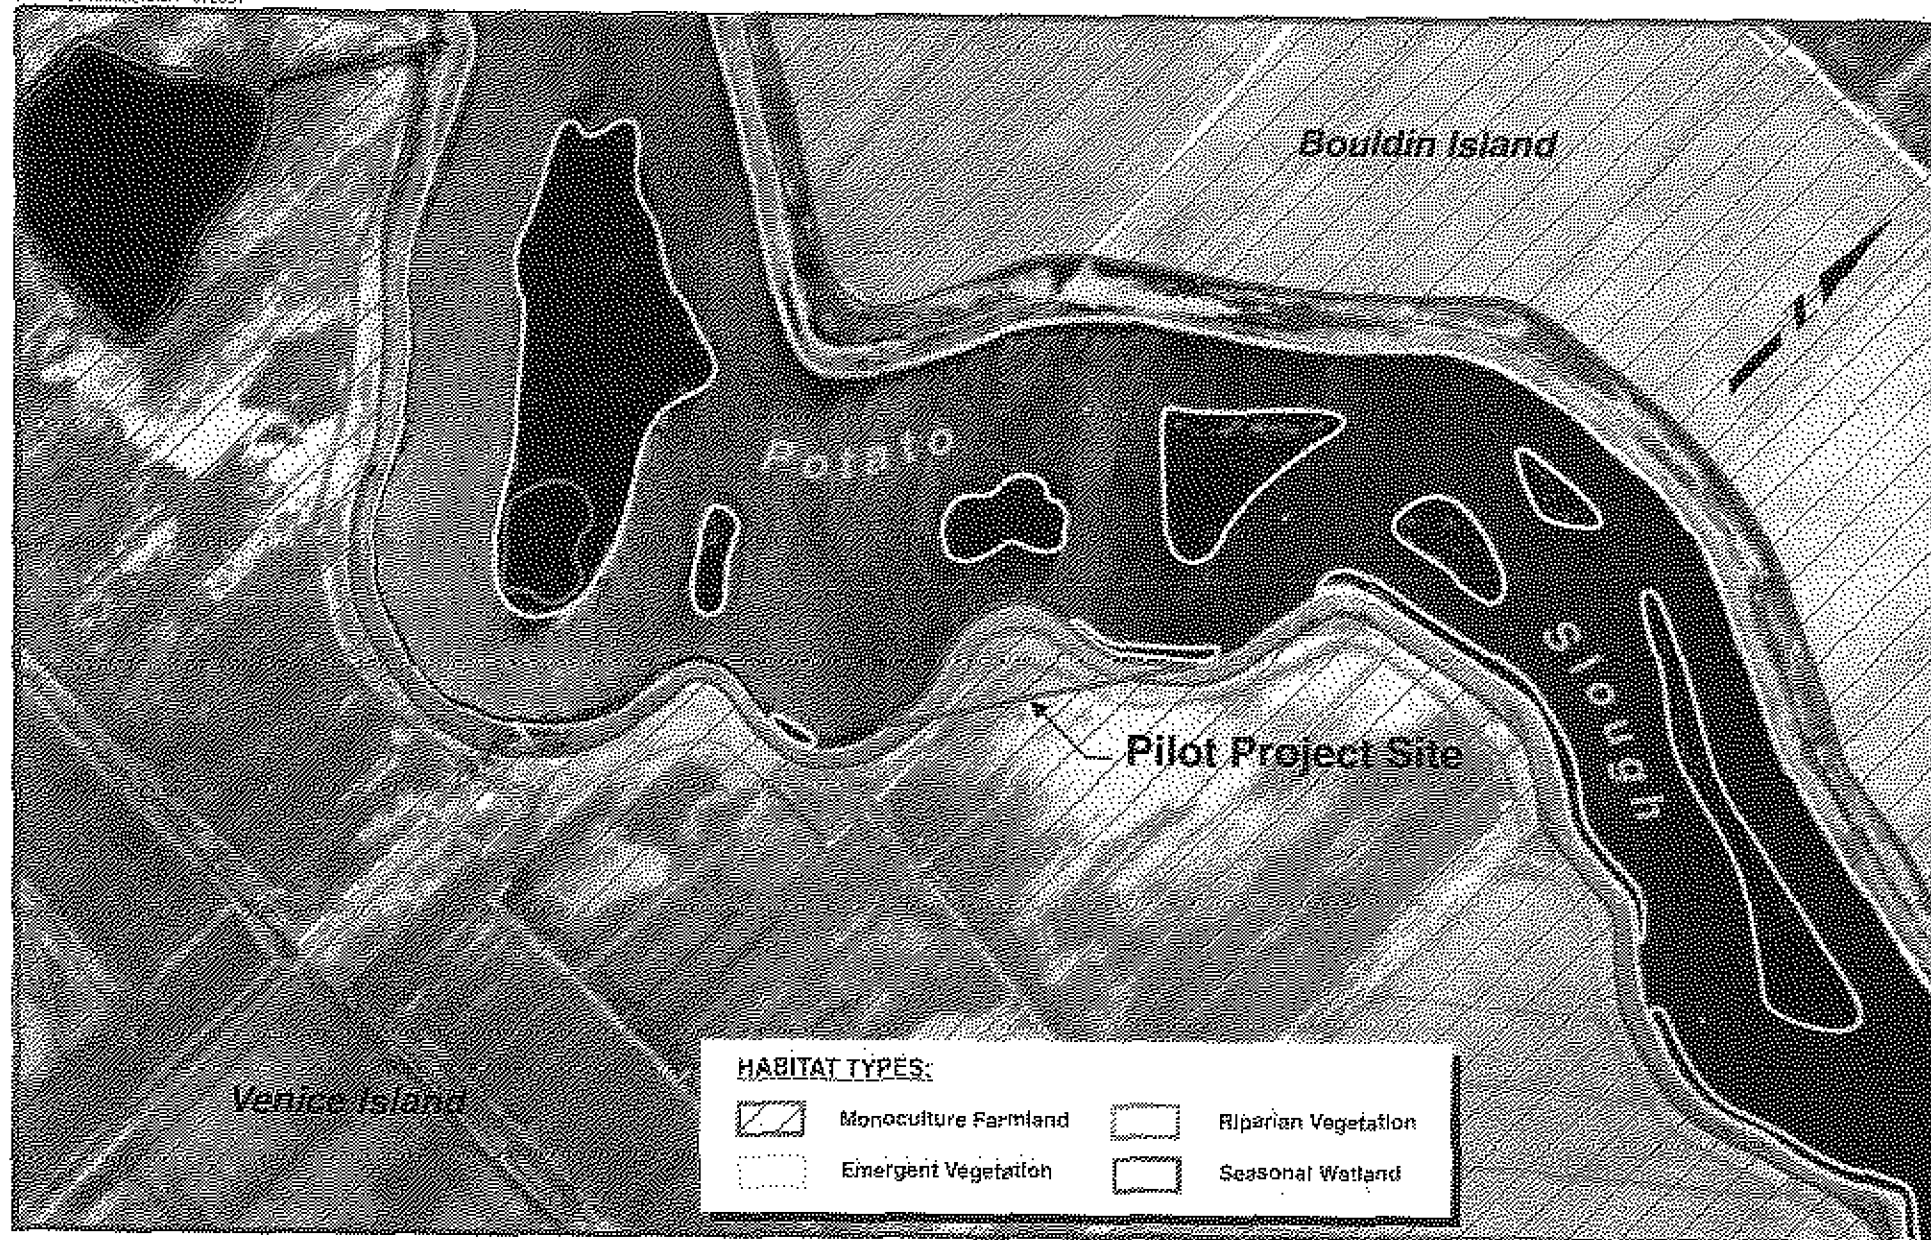 Bouldin Island
Potato
Slough
Pilot Project Site
Venice Island
HABITAT TYPES:
Monoculture Farmland
Riparian Vegetation
Emergent Vegetation
Seasonal Wetland